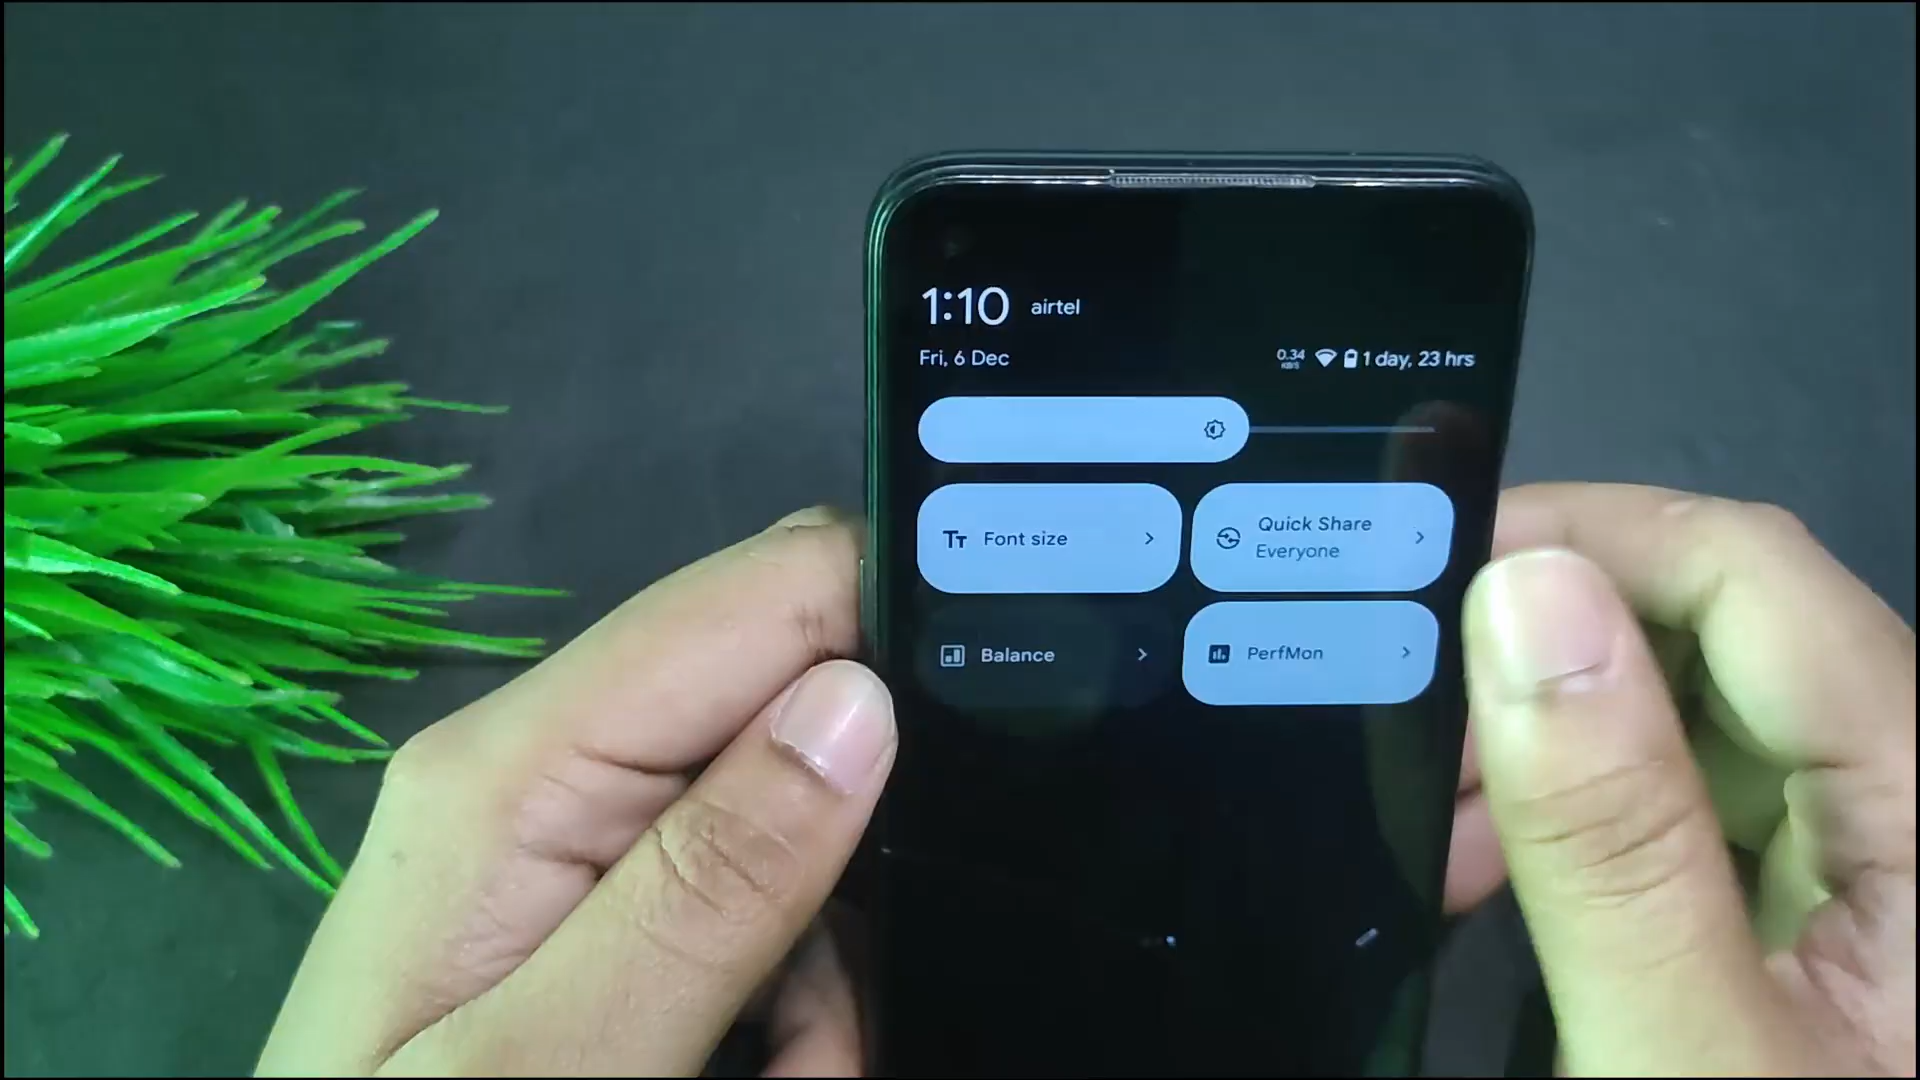 1:10 airtel
Fri, 6 Dec
0.34 KB/S 1 day, 23 hrs
Tт Font size
Quick Share
Everyone
Balance
PerfMon